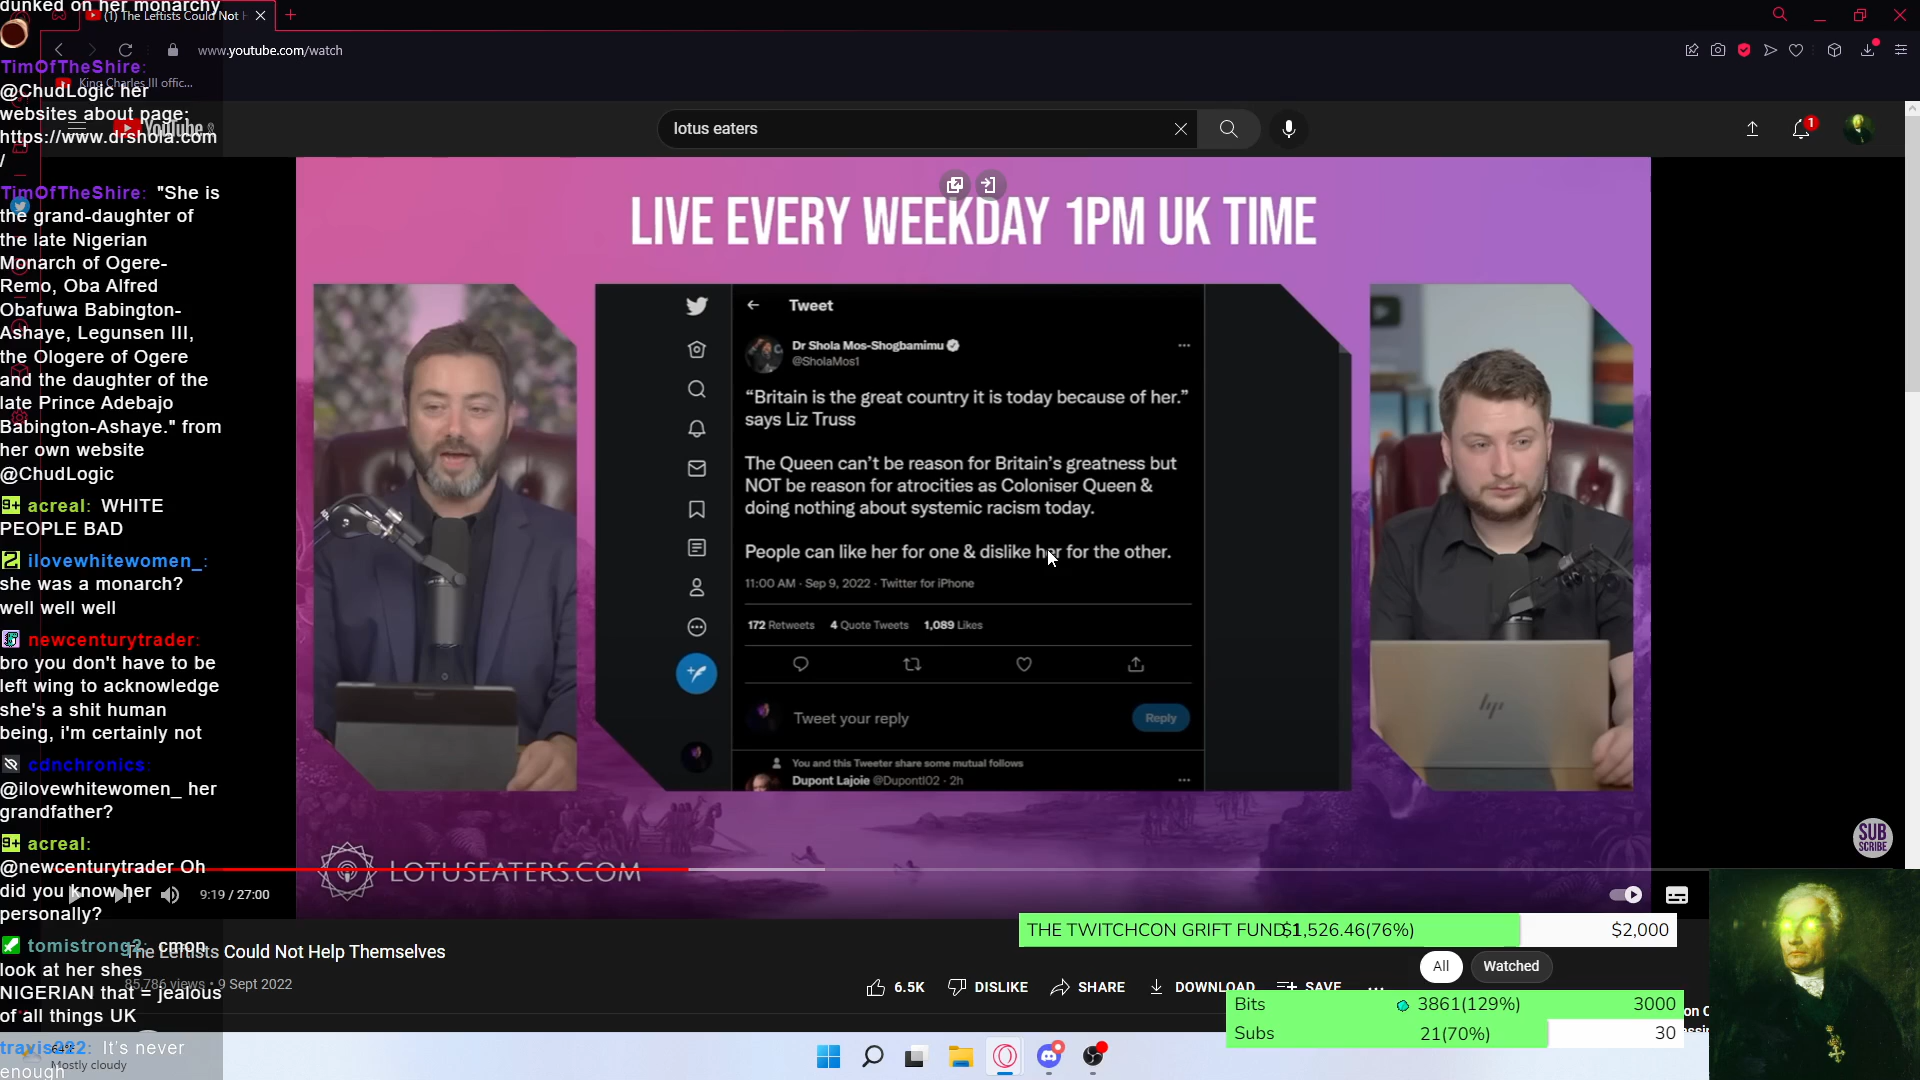 dunked on her monarchy
TimOfTheShire:
@ChudLogic her
websites about page:
https://www.drshola.com
/
TimOfTheShire: "She is
the grand-daughter of
the late Nigerian
Monarch of Ogere-
Remo, Oba Alfred
Obafuwa Babington-
Ashaye, Legunsen III,
the Ologere of Ogere
and the daughter of the
late Prince Adebajo
Babington-Ashaye." from
her own website
@ChudLogic
9+ acreal: WHITE
PEOPLE BAD
2 ilovewhitewomen_:
she was a monarch?
well well well
newcenturytrader:
bro you don't have to be
left wing to acknowledge
she's a shit human
being, i'm certainly not
cdnchronics:
@ilovewhitewomen_ her
grandfather?
9+ acreal:
@newcenturytrader Oh
did you know her
personally?
tomistrong2: cmon
look at her shes
NIGERIAN that = jealous
of all things UK
travis222: It's never
enough
(1) The Leftists Could Not H
www.youtube.com/watch
King Charles III offic...
YouTube
lotus eaters
1
LIVE EVERY WEEKDAY 1PM UK TIME
Tweet
Dr Shola Mos-Shogbamimu
@SholaMos1
“Britain is the great country it is today because of her.”
says Liz Truss
The Queen can’t be reason for Britain’s greatness but
NOT be reason for atrocities as Coloniser Queen &
doing nothing about systemic racism today.
People can like her for one & dislike her for the other.
11:00 AM · Sep 9, 2022 · Twitter for iPhone
172 Retweets 4 Quote Tweets 1,089 Likes
Tweet your reply
Reply
You and this Tweeter share some mutual follows
Dupont Lajoie @Dupontl02 · 2h
hp
LOTUSEATERS.COM
SUB
SCRIBE
9:19 / 27:00
The Leftists Could Not Help Themselves
85,786 views • 9 Sept 2022
6.5K DISLIKE SHARE DOWNLOAD SAVE ...
THE TWITCHCON GRIFT FUND $1,526.46(76%) $2,000
All Watched
Bits 3861(129%) 3000
Subs 21(70%) 30
64°F
Mostly cloudy